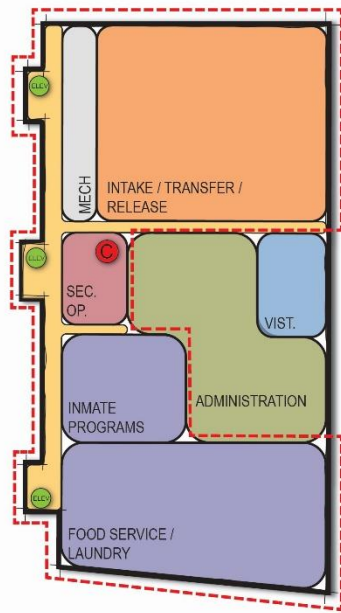 ELEV
MECH
INTAKE / TRANSFER /
RELEASE
ELEV
C
SEC.
OP.
VIST.
INMATE
PROGRAMS
ADMINISTRATION
ELEV
FOOD SERVICE /
LAUNDRY